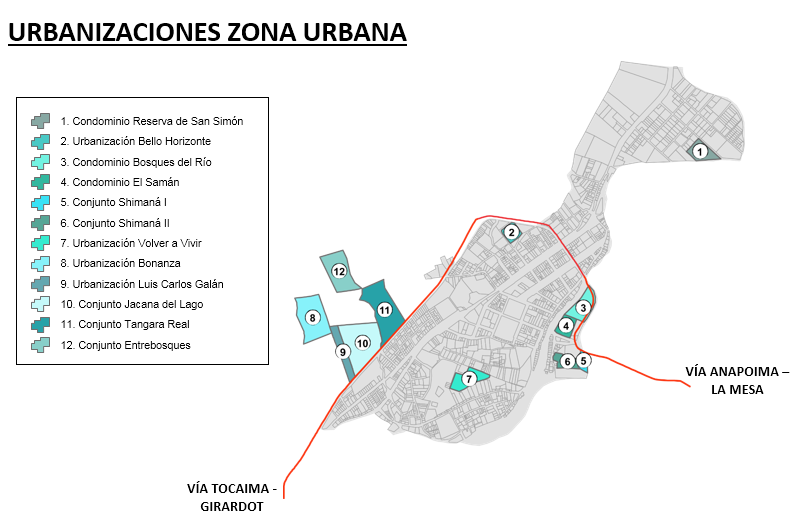 URBANIZACIONES ZONA URBANA
1. Condominio Reserva de San Simón
2. Urbanización Bello Horizonte
3. Condominio Bosques del Río
4. Condominio El Samán
5. Conjunto Shimaná I
6. Conjunto Shimaná II
7. Urbanización Volver a Vivir
8. Urbanización Bonanza
9. Urbanización Luis Carlos Galán
10. Conjunto Jacana del Lago
11. Conjunto Tangara Real
12. Conjunto Entrebosques
1
2
12
11
3
8
4
10
9
6
5
7
VÍA ANAPOIMA –
LA MESA
VÍA TOCAIMA -
GIRARDOT